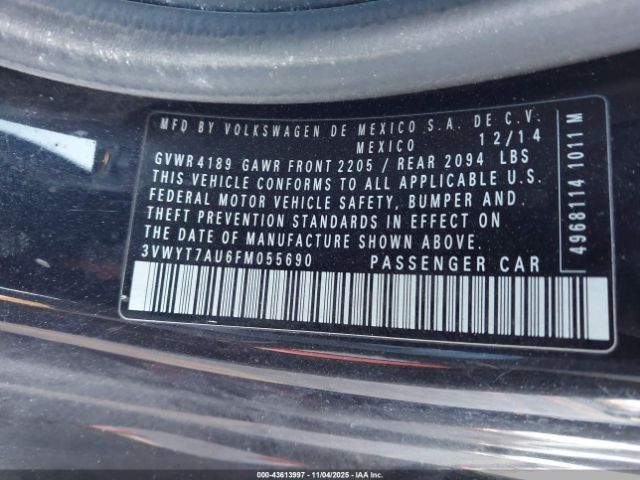 MFD BY VOLKSWAGEN DE MEXICO S.A. DE C.V.
MEXICO 12/14
GVWR 4189 GAWR FRONT 2205 / REAR 2094 LBS
THIS VEHICLE CONFORMS TO ALL APPLICABLE U.S.
FEDERAL MOTOR VEHICLE SAFETY, BUMPER AND
THEFT PREVENTION STANDARDS IN EFFECT ON
THE DATE OF MANUFACTURE SHOWN ABOVE.
3VWYT7AU6FM055690 PASSENGER CAR
4968114 1011 M
000-43613997 - 11/04/2025 - IAAI.COM